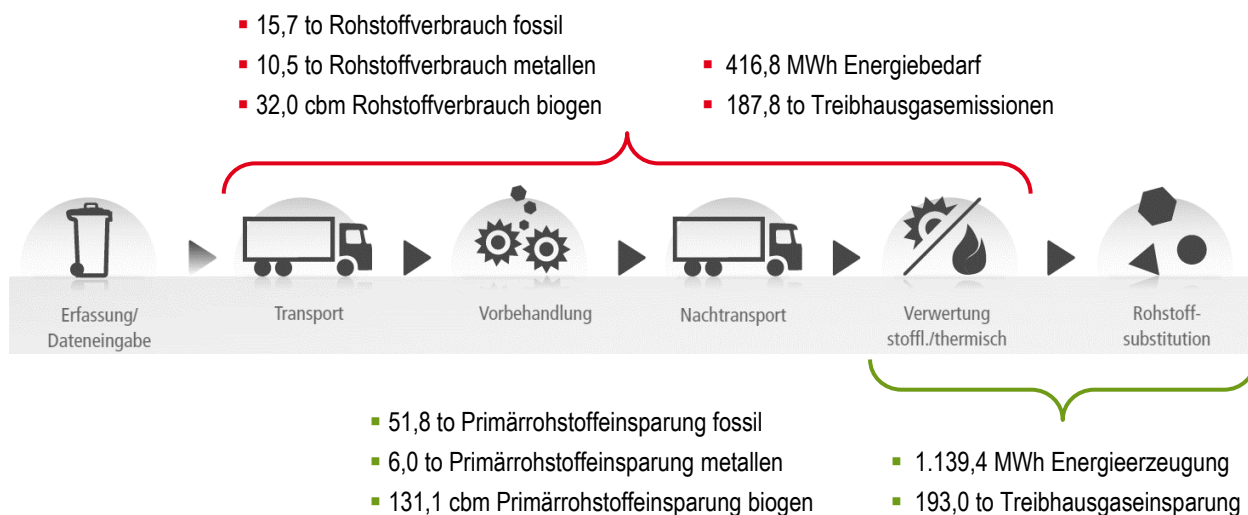 15,7 to Rohstoffverbrauch fossil
10,5 to Rohstoffverbrauch metallen
32,0 cbm Rohstoffverbrauch biogen
416,8 MWh Energiebedarf
187,8 to Treibhausgasemissionen
Erfassung/
Dateneingabe
Transport
Vorbehandlung
Nachtransport
Verwertung
stoffl./thermisch
Rohstoff-
substitution
51,8 to Primärrohstoffeinsparung fossil
6,0 to Primärrohstoffeinsparung metallen
131,1 cbm Primärrohstoffeinsparung biogen
1.139,4 MWh Energieerzeugung
193,0 to Treibhausgaseinsparung